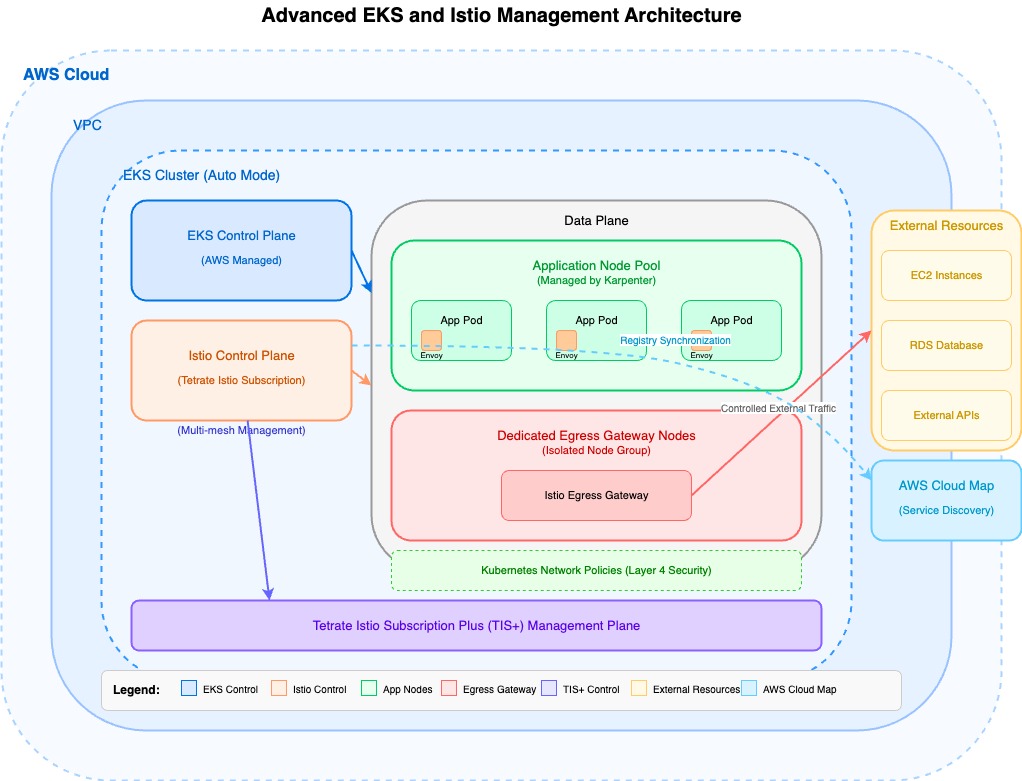 Advanced EKS and Istio Management Architecture
AWS Cloud
VPC
EKS Cluster (Auto Mode)
EKS Control Plane
(AWS Managed)
Istio Control Plane
(Tetrate Istio Subscription)
(Multi-mesh Management)
Data Plane
Application Node Pool
(Managed by Karpenter)
App Pod
Envoy
App Pod
Envoy
App Pod
Envoy
Registry Synchronization
Controlled External Traffic
Dedicated Egress Gateway Nodes
(Isolated Node Group)
Istio Egress Gateway
Kubernetes Network Policies (Layer 4 Security)
External Resources
EC2 Instances
RDS Database
External APIs
AWS Cloud Map
(Service Discovery)
Tetrate Istio Subscription Plus (TIS+) Management Plane
Legend: EKS Control Istio Control App Nodes Egress Gateway TIS+ Control External Resources AWS Cloud Map